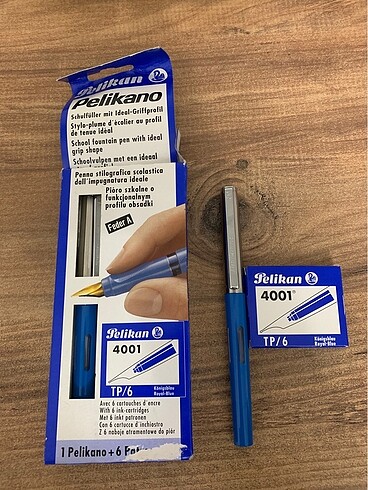 Pelikan
Pelikano
Schulfüller mit Ideal-Griffprofil
Stylo-plume d'écolier au profil
de tenue idéal
School fountain pen with ideal
grip shape
Schoolvulpen met een ideaal
Penna stilografica scolastica
dall'impugnatura ideale
Pióro szkolne o
funkcjonalnym
profilu obsadki
Feder A
Pelikan
4001
TP/6
Königsblau
Royal-Blue
Avec 6 cartouches d'encre
With 6 ink-cartridges
Met 6 inkt patronen
Con 6 cartucce d'inchiostro
Z 6 naboje atramentowe do piór
1 Pelikano + 6
Pelikan
4001®
TP/6
Königsblau
Royal-Blue